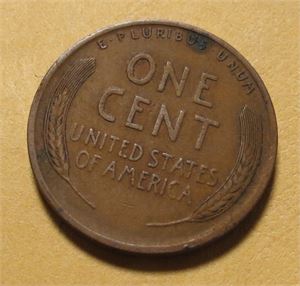 E·PLURIBUS·UNUM
ONE
CENT
UNITED STATES
OF AMERICA